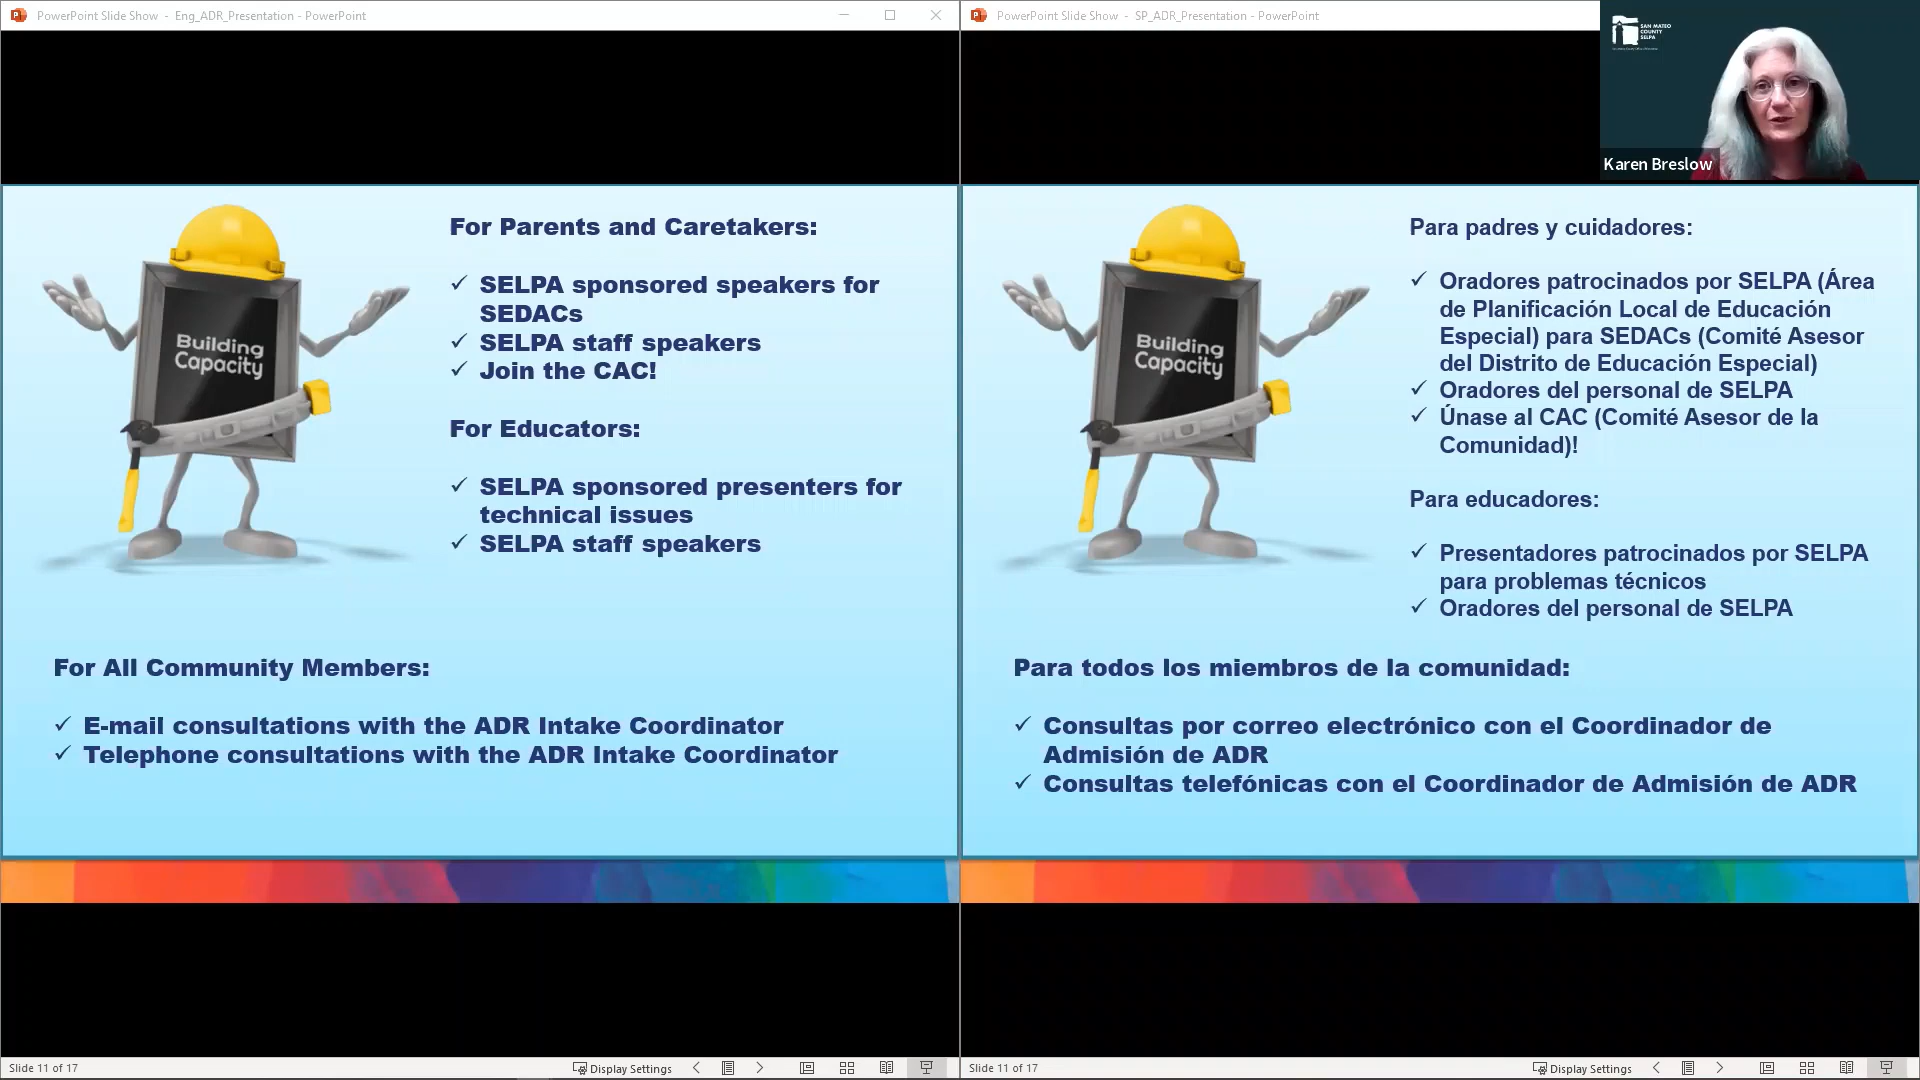 PowerPoint Slide Show - Eng_ADR_Presentation - PowerPoint
Building
Capacity
For Parents and Caretakers:
✓ SELPA sponsored speakers for
SEDACs
✓ SELPA staff speakers
✓ Join the CAC!
For Educators:
✓ SELPA sponsored presenters for
technical issues
✓ SELPA staff speakers
For All Community Members:
✓ E-mail consultations with the ADR Intake Coordinator
✓ Telephone consultations with the ADR Intake Coordinator
Slide 11 of 17
Display Settings
PowerPoint Slide Show - SP_ADR_Presentation - PowerPoint
SAN MATEO
COUNTY
SELPA
Karen Breslow
Building
Capacity
Para padres y cuidadores:
✓ Oradores patrocinados por SELPA (Área
de Planificación Local de Educación
Especial) para SEDACs (Comité Asesor
del Distrito de Educación Especial)
✓ Oradores del personal de SELPA
✓ Únase al CAC (Comité Asesor de la
Comunidad)!
Para educadores:
✓ Presentadores patrocinados por SELPA
para problemas técnicos
✓ Oradores del personal de SELPA
Para todos los miembros de la comunidad:
✓ Consultas por correo electrónico con el Coordinador de
Admisión de ADR
✓ Consultas telefónicas con el Coordinador de Admisión de ADR
Slide 11 of 17
Display Settings